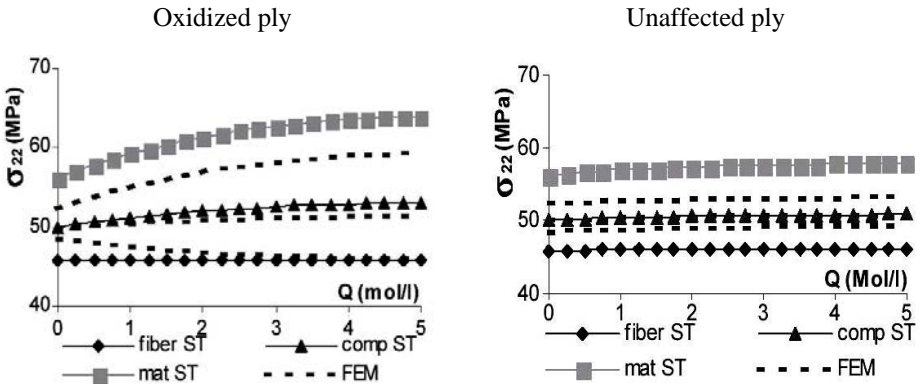 Oxidized ply
Unaffected ply
70
60
50
40
σ22 (MPa)
0 1 2 3 4 5
Q (mol/l)
fiber ST
comp ST
mat ST
FEM
70
60
50
40
σ22 (MPa)
0 1 2 3 4 5
Q (Mol/l)
fiber ST
comp ST
mat ST
FEM